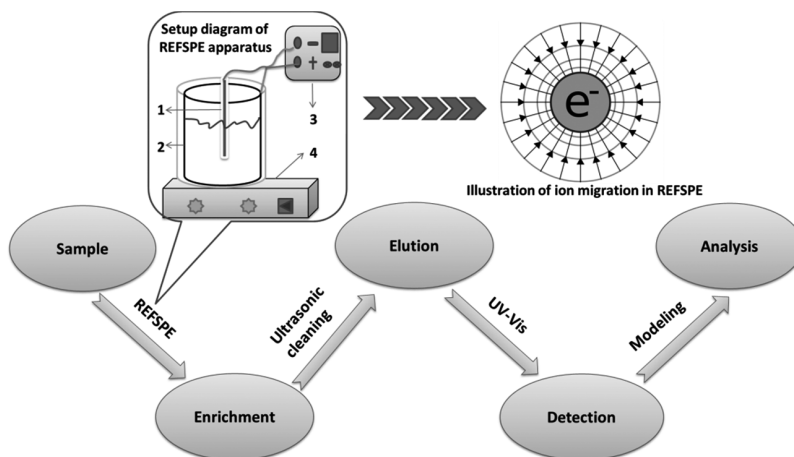 Setup diagram of
REFSPE apparatus
1
2
3
4
e-
Illustration of ion migration in REFSPE
Sample
REFSPE
Enrichment
Ultrasonic
cleaning
Elution
UV-Vis
Detection
Modeling
Analysis